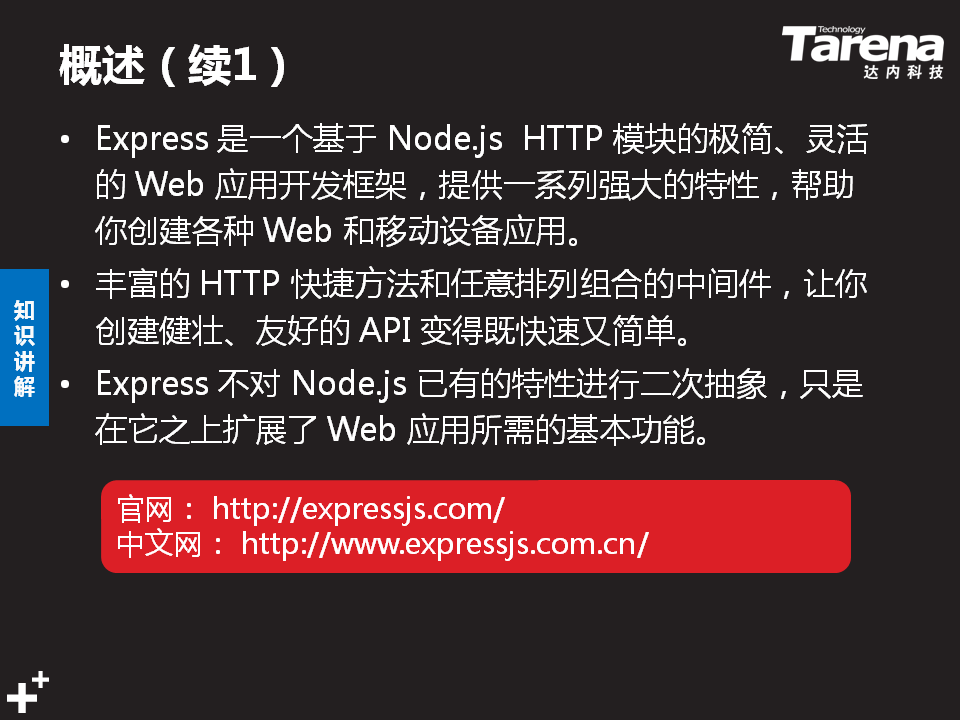 概述（续1）
Technology
Tarena
达内科技
• Express 是一个基于 Node.js HTTP 模块的极简、灵活
的 Web 应用开发框架，提供一系列强大的特性，帮助
你创建各种 Web 和移动设备应用。
• 丰富的 HTTP 快捷方法和任意排列组合的中间件，让你
创建健壮、友好的 API 变得既快速又简单。
• Express 不对 Node.js 已有的特性进行二次抽象，只是
在它之上扩展了 Web 应用所需的基本功能。
知识讲解
官网： http://expressjs.com/
中文网： http://www.expressjs.com.cn/